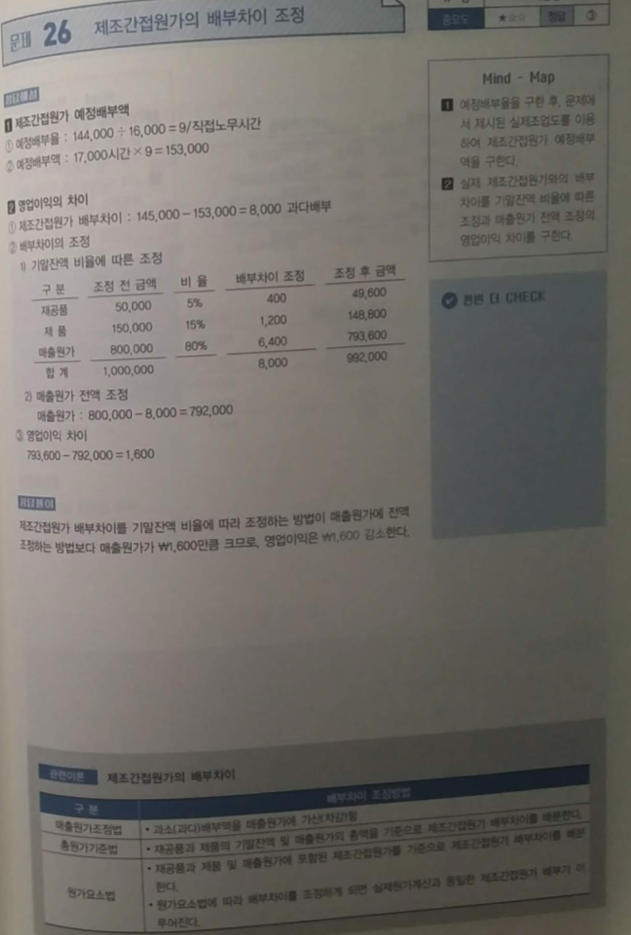 문제 26 제조간접원가의 배부차이 조정
중요도 ★☆☆ 정답 ③
정답해설
1 제조간접원가 예정배부액
① 예정배부율 : 144,000 ÷ 16,000 = 9/직접노무시간
② 예정배부액 : 17,000시간 × 9 = 153,000
2 영업이익의 차이
① 제조간접원가 배부차이 : 145,000 − 153,000 = 8,000 과다배부
② 배부차이의 조정
1) 기말잔액 비율에 따른 조정
구 분 조정 전 금액 비 율 배부차이 조정 조정 후 금액
재공품 50,000 5% 400 49,600
제 품 150,000 15% 1,200 148,800
매출원가 800,000 80% 6,400 793,600
합 계 1,000,000 8,000 992,000
2) 매출원가 전액 조정
매출원가 : 800,000 − 8,000 = 792,000
③ 영업이익 차이
793,600 − 792,000 = 1,600
제조간접원가 배부차이를 기말잔액 비율에 따라 조정하는 방법이 매출원가에 전액
조정하는 방법보다 매출원가가 ₩1,600만큼 크므로, 영업이익은 ₩1,600 감소한다.
Mind - Map
1 예정배부율을 구한 후, 문제에
서 제시된 실제조업도를 이용
하여 제조간접원가 예정배부
액을 구한다.
2 실제 제조간접원가와의 배부
차이를 기말잔액 비율에 따른
조정과 매출원가 전액 조정의
영업이익 차이를 구한다.
한번 더 CHECK
관련이론 제조간접원가의 배부차이
구 분 배부차이 조정방법
매출원가조정법 • 과소(과다)배부액을 매출원가에 가산(차감)함
총원가기준법 • 재공품과 제품의 기말잔액 및 매출원가의 총액을 기준으로 제조간접원가 배부차이를 배분한다.
원가요소법 • 재공품과 제품 및 매출원가에 포함된 제조간접원가를 기준으로 제조간접원가 배부차이를 배분
한다.
• 원가요소법에 따라 배부차이를 조정하게 되면 실제원가계산과 동일한 제조간접원가 배부가 이
루어진다.